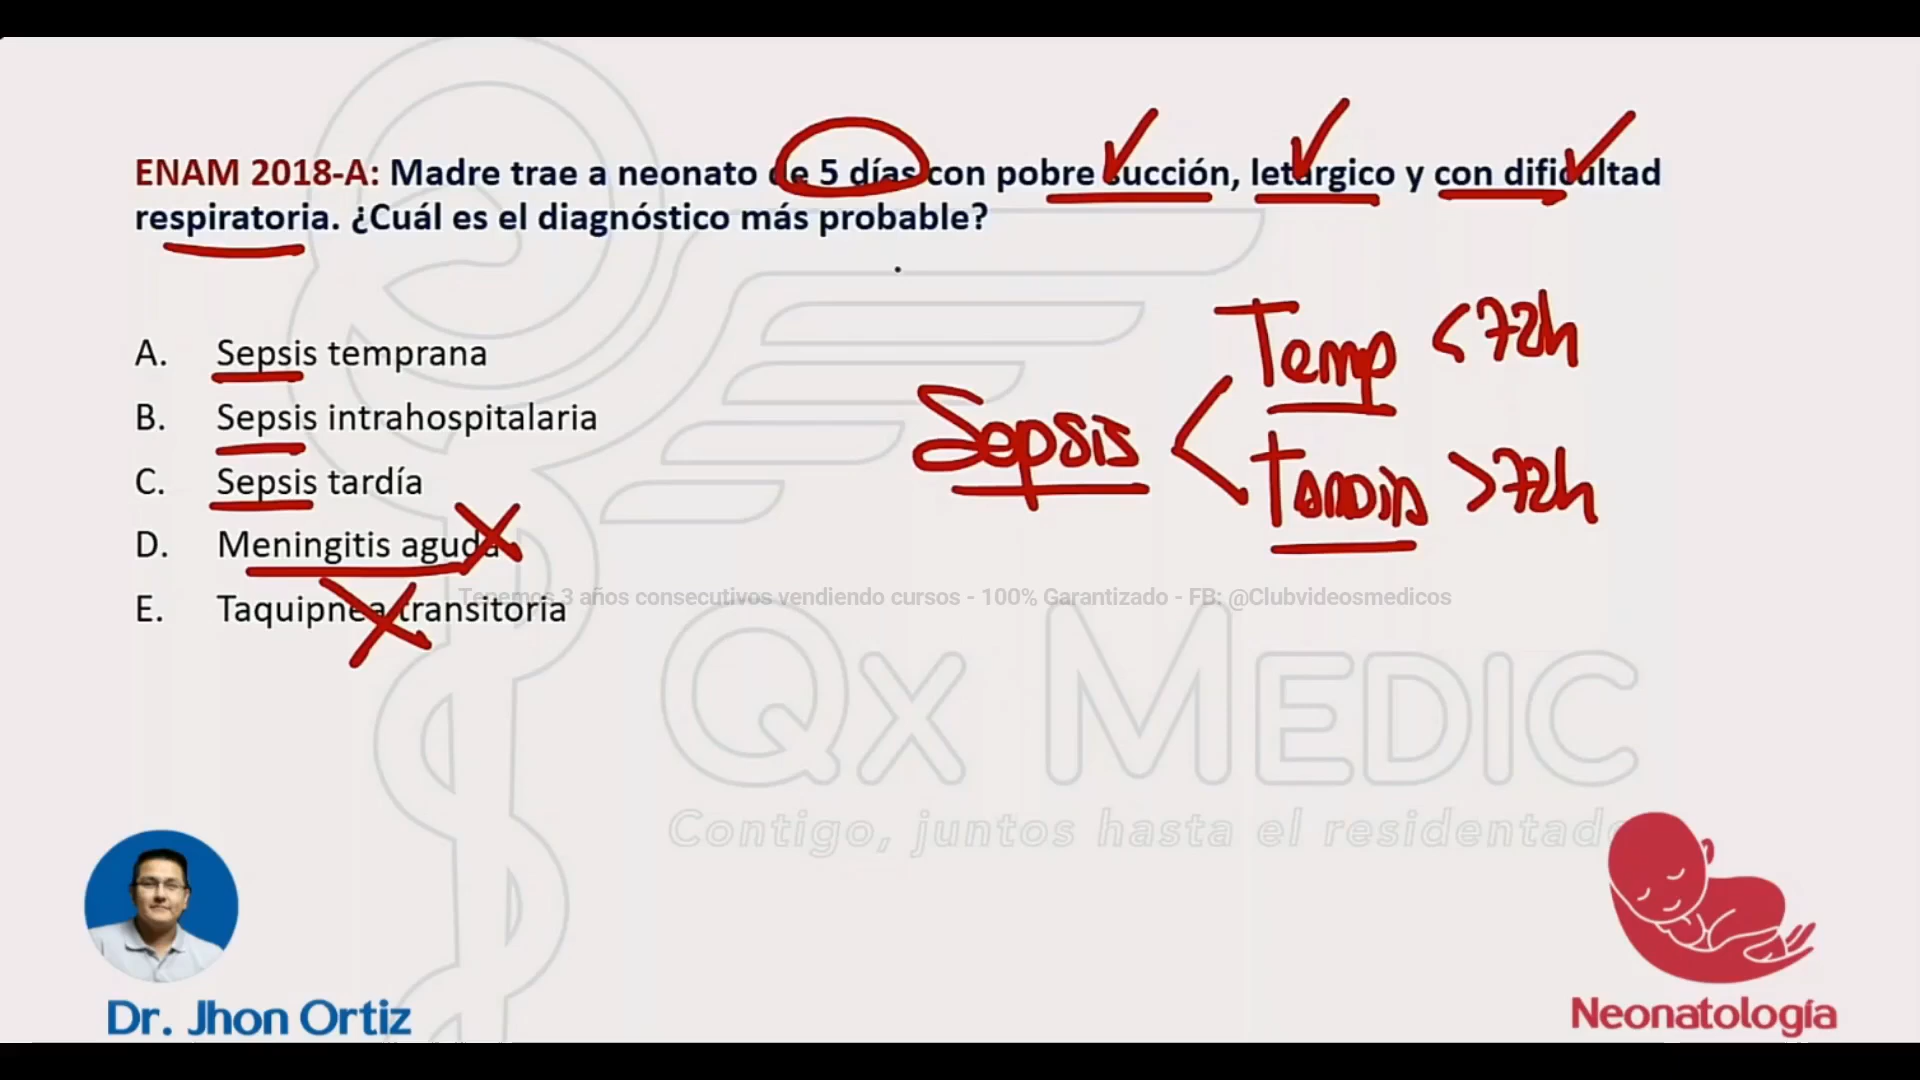 ENAM 2018-A: Madre trae a neonato de 5 días con pobre succión, letárgico y con dificultad
respiratoria. ¿Cuál es el diagnóstico más probable?
A. Sepsis temprana
B. Sepsis intrahospitalaria
C. Sepsis tardía
D. Meningitis aguda
E. Taquipnea transitoria
Sepsis
Temp <72h
Tardía >72h
Tenemos 3 años consecutivos vendiendo cursos - 100% Garantizado - FB: @Clubvideosmedicos
Qx MEDIC
Contigo, juntos hasta el residentado
Dr. Jhon Ortiz
Neonatología